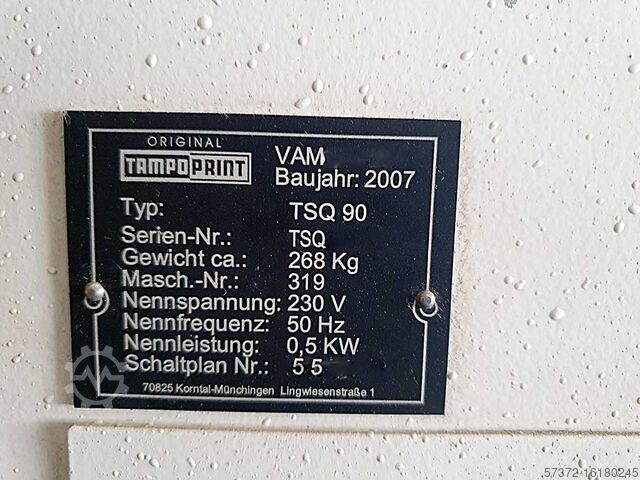 ORIGINAL
TAMPOPRINT
VAM
Baujahr: 2007
Typ: TSQ 90
Serien-Nr.: TSQ
Gewicht ca.: 268 Kg
Masch.-Nr.: 319
Nennspannung: 230 V
Nennfrequenz: 50 Hz
Nennleistung: 0,5 KW
Schaltplan Nr.: 5 5
70825 Korntal-Münchingen Lingwiesenstraße 1
57372-16180245